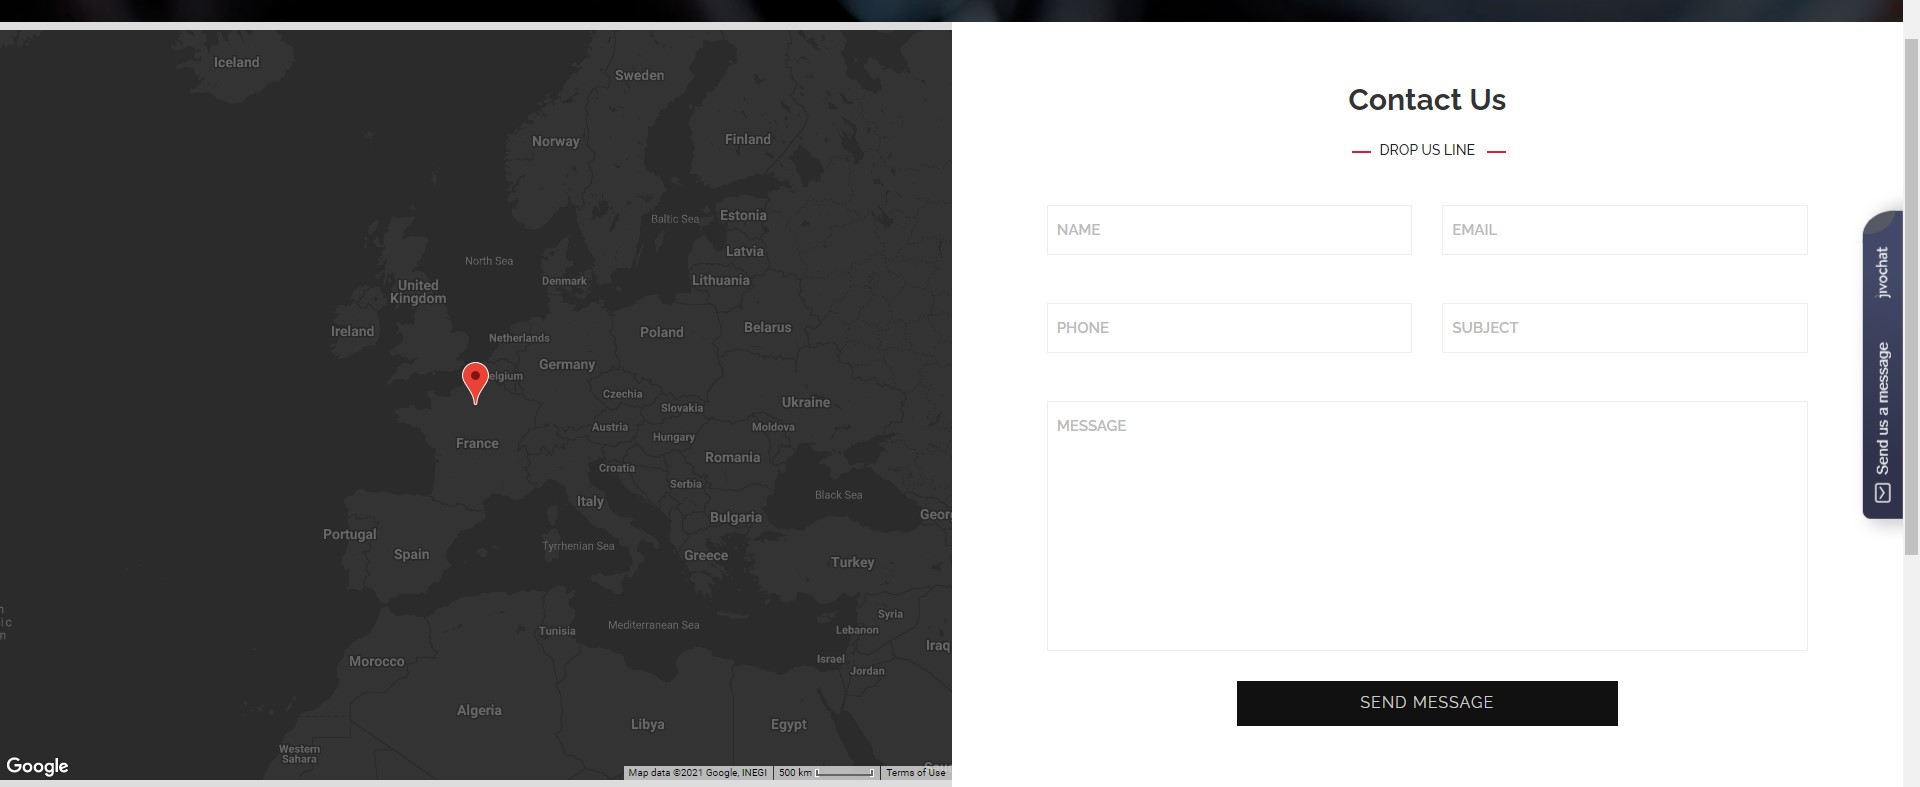 Iceland
Sweden
Norway
Finland
Baltic Sea
Estonia
Latvia
North Sea
Denmark
Lithuania
United
Kingdom
Ireland
Netherlands
Poland
Belarus
Germany
elgium
Czechia
Slovakia
Ukraine
Austria
Hungary
Moldova
France
Romania
Croatia
Serbia
Black Sea
Italy
Bulgaria
Geor
Portugal
Spain
Tyrrhenian Sea
Greece
Turkey
Syria
Tunisia
Mediterranean Sea
Lebanon
Iraq
Morocco
Israel
Jordan
Algeria
Libya
Egypt
Western
Sahara
Google
Map data ©2021 Google, INEGI
500 km
Terms of Use
Contact Us
DROP US LINE
NAME
EMAIL
PHONE
SUBJECT
MESSAGE
SEND MESSAGE
jivochat
Send us a message